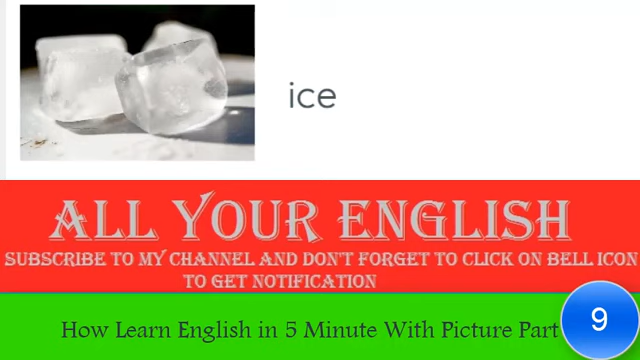 ice
ALL YOUR ENGLISH
SUBSCRIBE TO MY CHANNEL AND DON'T FORGET TO CLICK ON BELL ICON
TO GET NOTIFICATION
How Learn English in 5 Minute With Picture Part 9